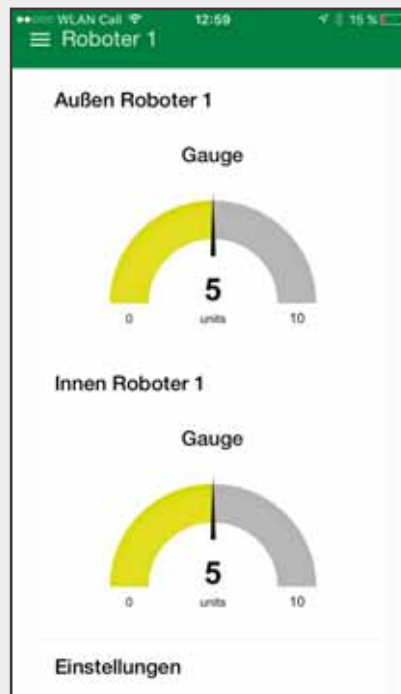 WLAN Call 12:59 15 %
Roboter 1
Außen Roboter 1
Gauge
5
0 units 10
Innen Roboter 1
Gauge
5
0 units 10
Einstellungen